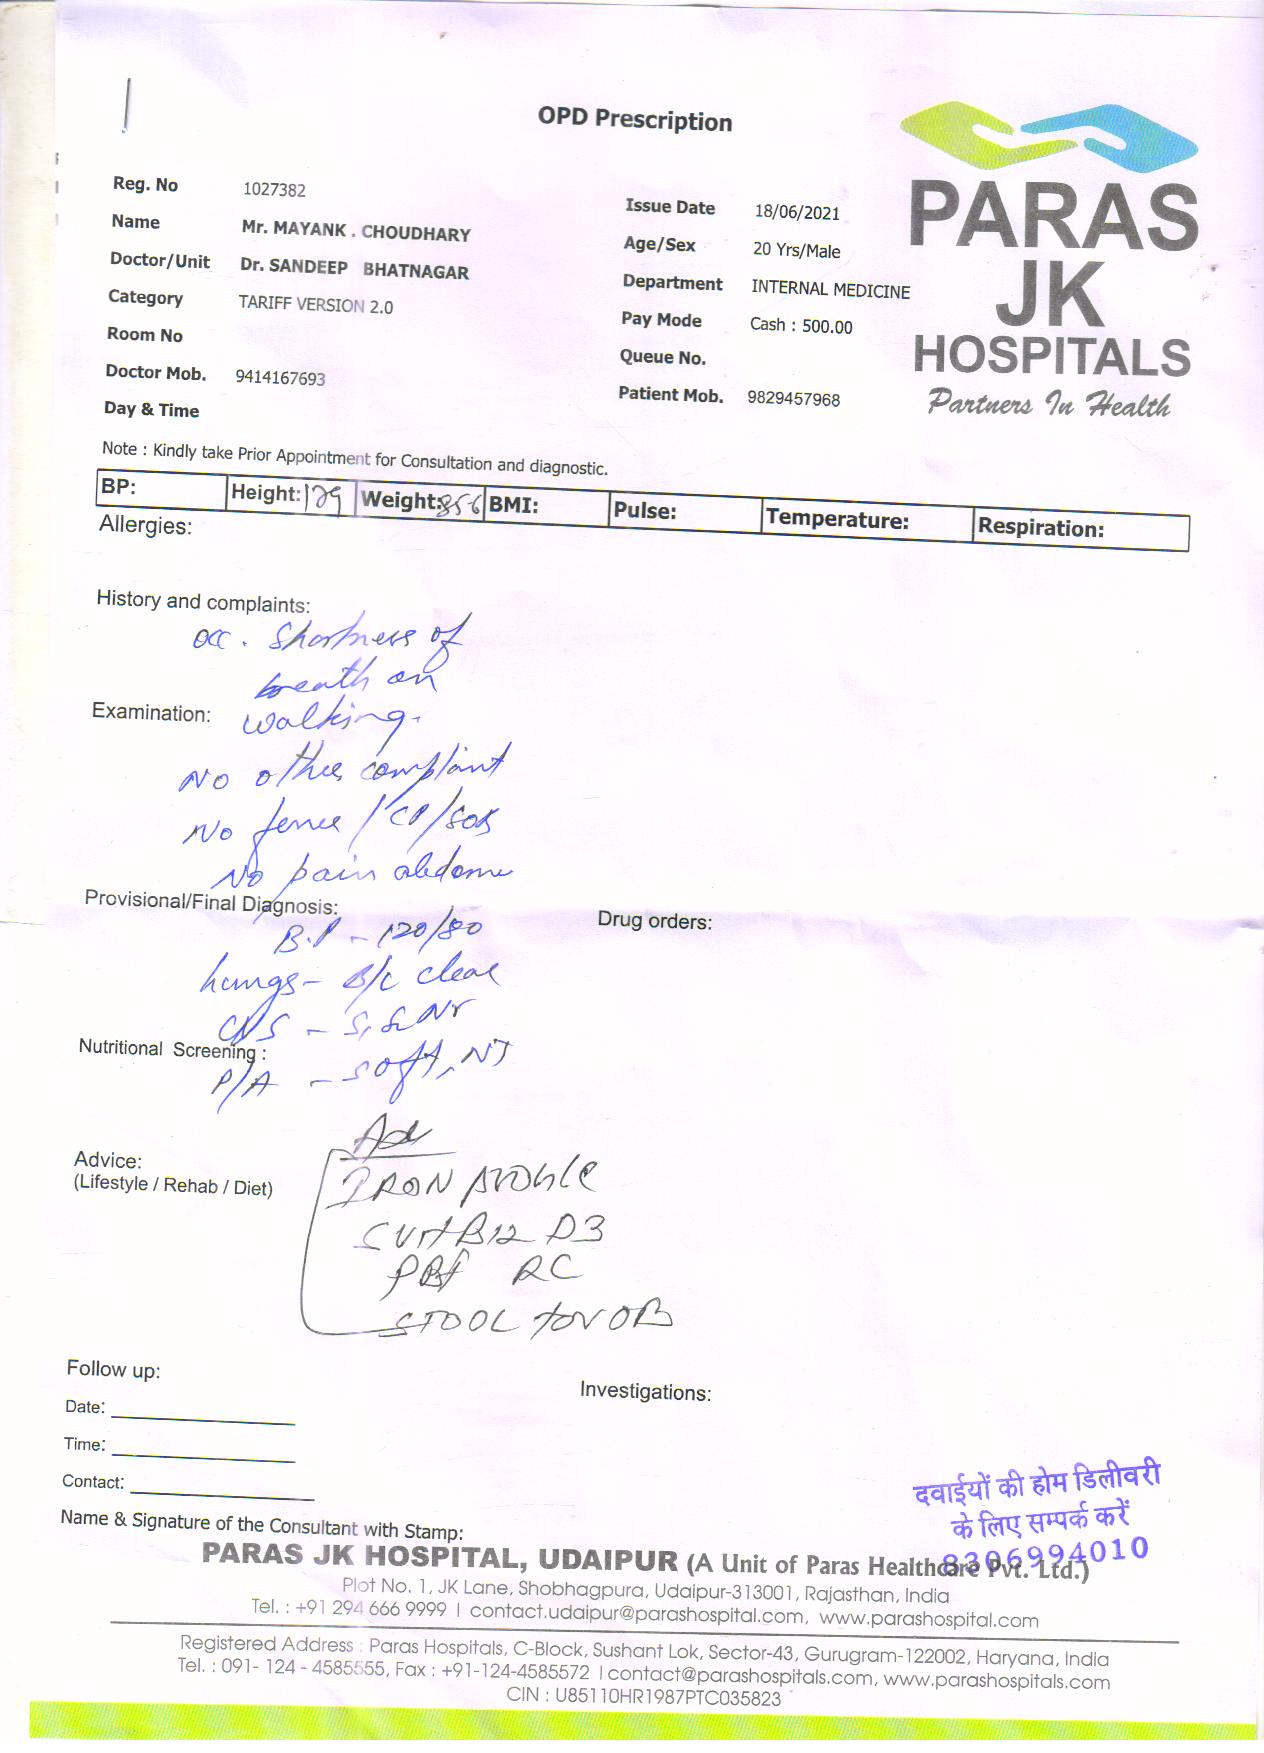 OPD Prescription
PARAS
JK
HOSPITALS
Partners In Health
Reg. No 1027382
Name Mr. MAYANK . CHOUDHARY
Doctor/Unit Dr. SANDEEP BHATNAGAR
Category TARIFF VERSION 2.0
Room No
Doctor Mob. 9414167693
Day & Time
Issue Date 18/06/2021
Age/Sex 20 Yrs/Male
Department INTERNAL MEDICINE
Pay Mode Cash : 500.00
Queue No.
Patient Mob. 9829457968
Note : Kindly take Prior Appointment for Consultation and diagnostic.
BP: Height: Weight: BMI: Pulse: Temperature: Respiration:
Allergies:
History and complaints:
occ. Shortness of
breath on
Examination: walking.
No other complaint
No fever / CP/SOB
No pain abdome
Provisional/Final Diagnosis:
Drug orders:
B.P - 120/80
Lungs - B/L clear
CNS - S1 S2 Nr
Nutritional Screening :
P/A - soft, NT
Adv
Advice:
(Lifestyle / Rehab / Diet)
IRON profile
B12 D3
PBF RC
STOOL for OB
Follow up:
Investigations:
Date:
Time:
Contact:
Name & Signature of the Consultant with Stamp:
दवाईयों की होम डिलीवरी
के लिए सम्पर्क करें
8306994010
PARAS JK HOSPITAL, UDAIPUR (A Unit of Paras Healthcare Pvt. Ltd.)
Plot No. 1, JK Lane, Shobhagpura, Udaipur-313001, Rajasthan, India
Tel. : +91 294 666 9999 | contact.udaipur@parashospital.com, www.parashospital.com
Registered Address : Paras Hospitals, C-Block, Sushant Lok, Sector-43, Gurugram-122002, Haryana, India
Tel. : 091- 124 - 4585555, Fax : +91-124-4585572 | contact@parashospitals.com, www.parashospitals.com
CIN : U85110HR1987PTC035823